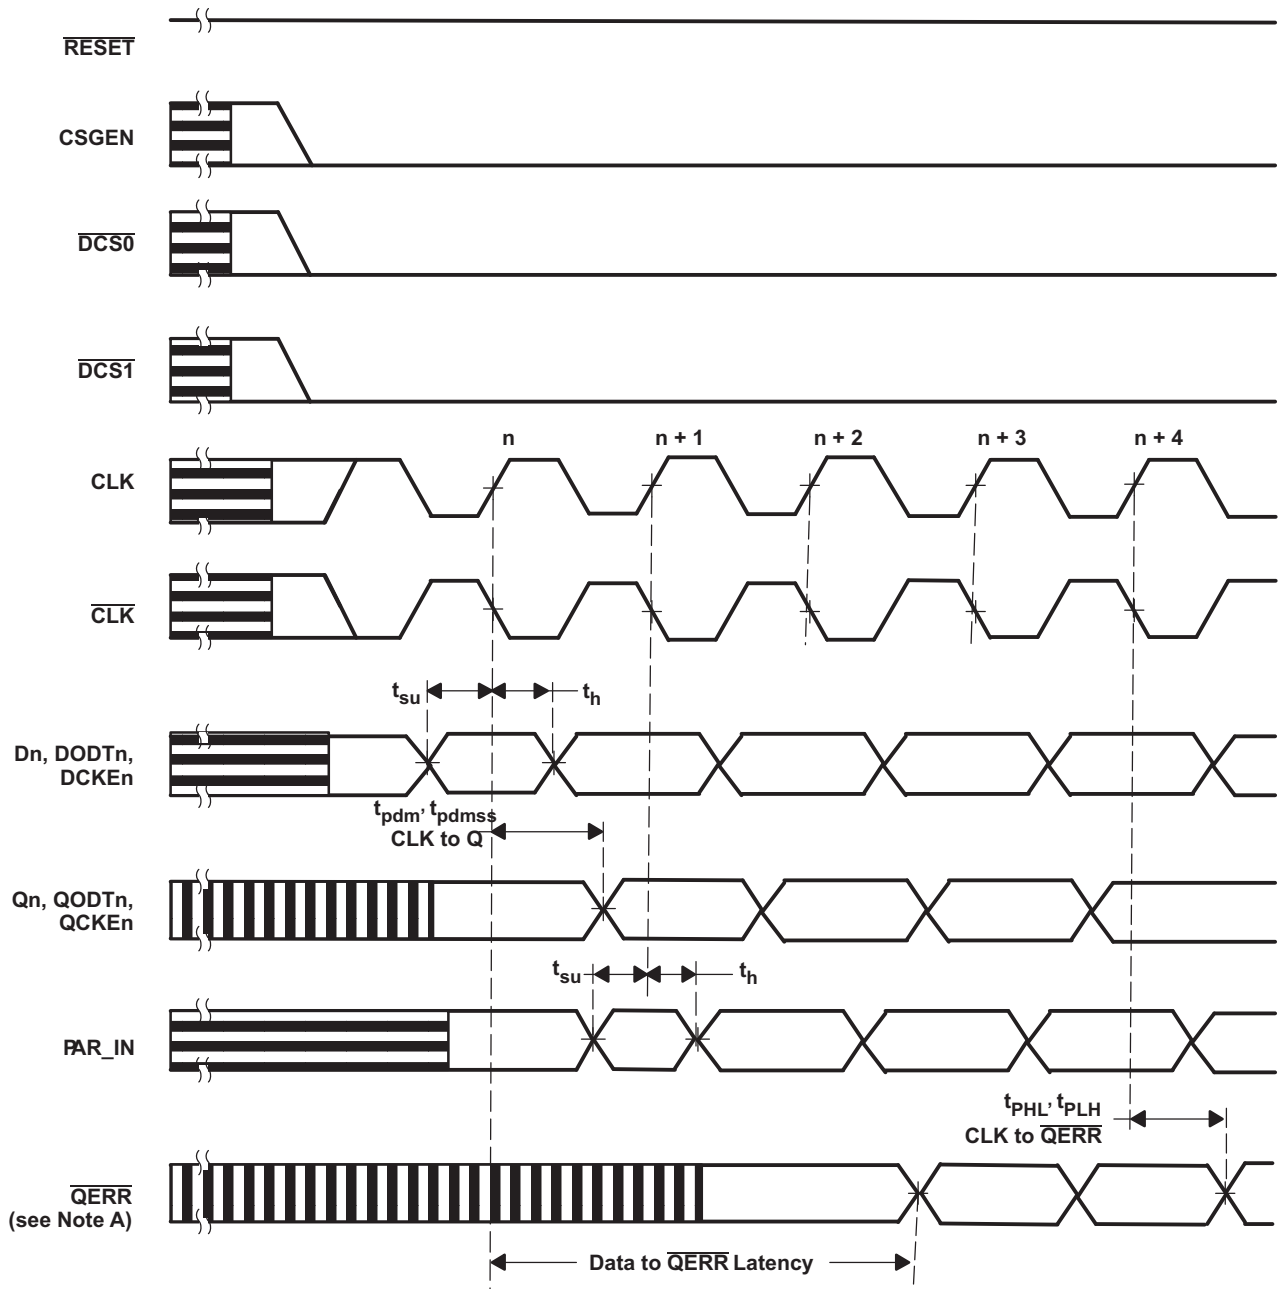 RESET
CSGEN
DCS0
DCS1
n n + 1 n + 2 n + 3 n + 4
CLK
CLK
tsu th
Dn, DODTn,
DCKEn
tpdm, tpdmss
CLK to Q
Qn, QODTn,
QCKEn
tsu th
PAR_IN
tPHL, tPLH
CLK to QERR
QERR
(see Note A)
Data to QERR Latency